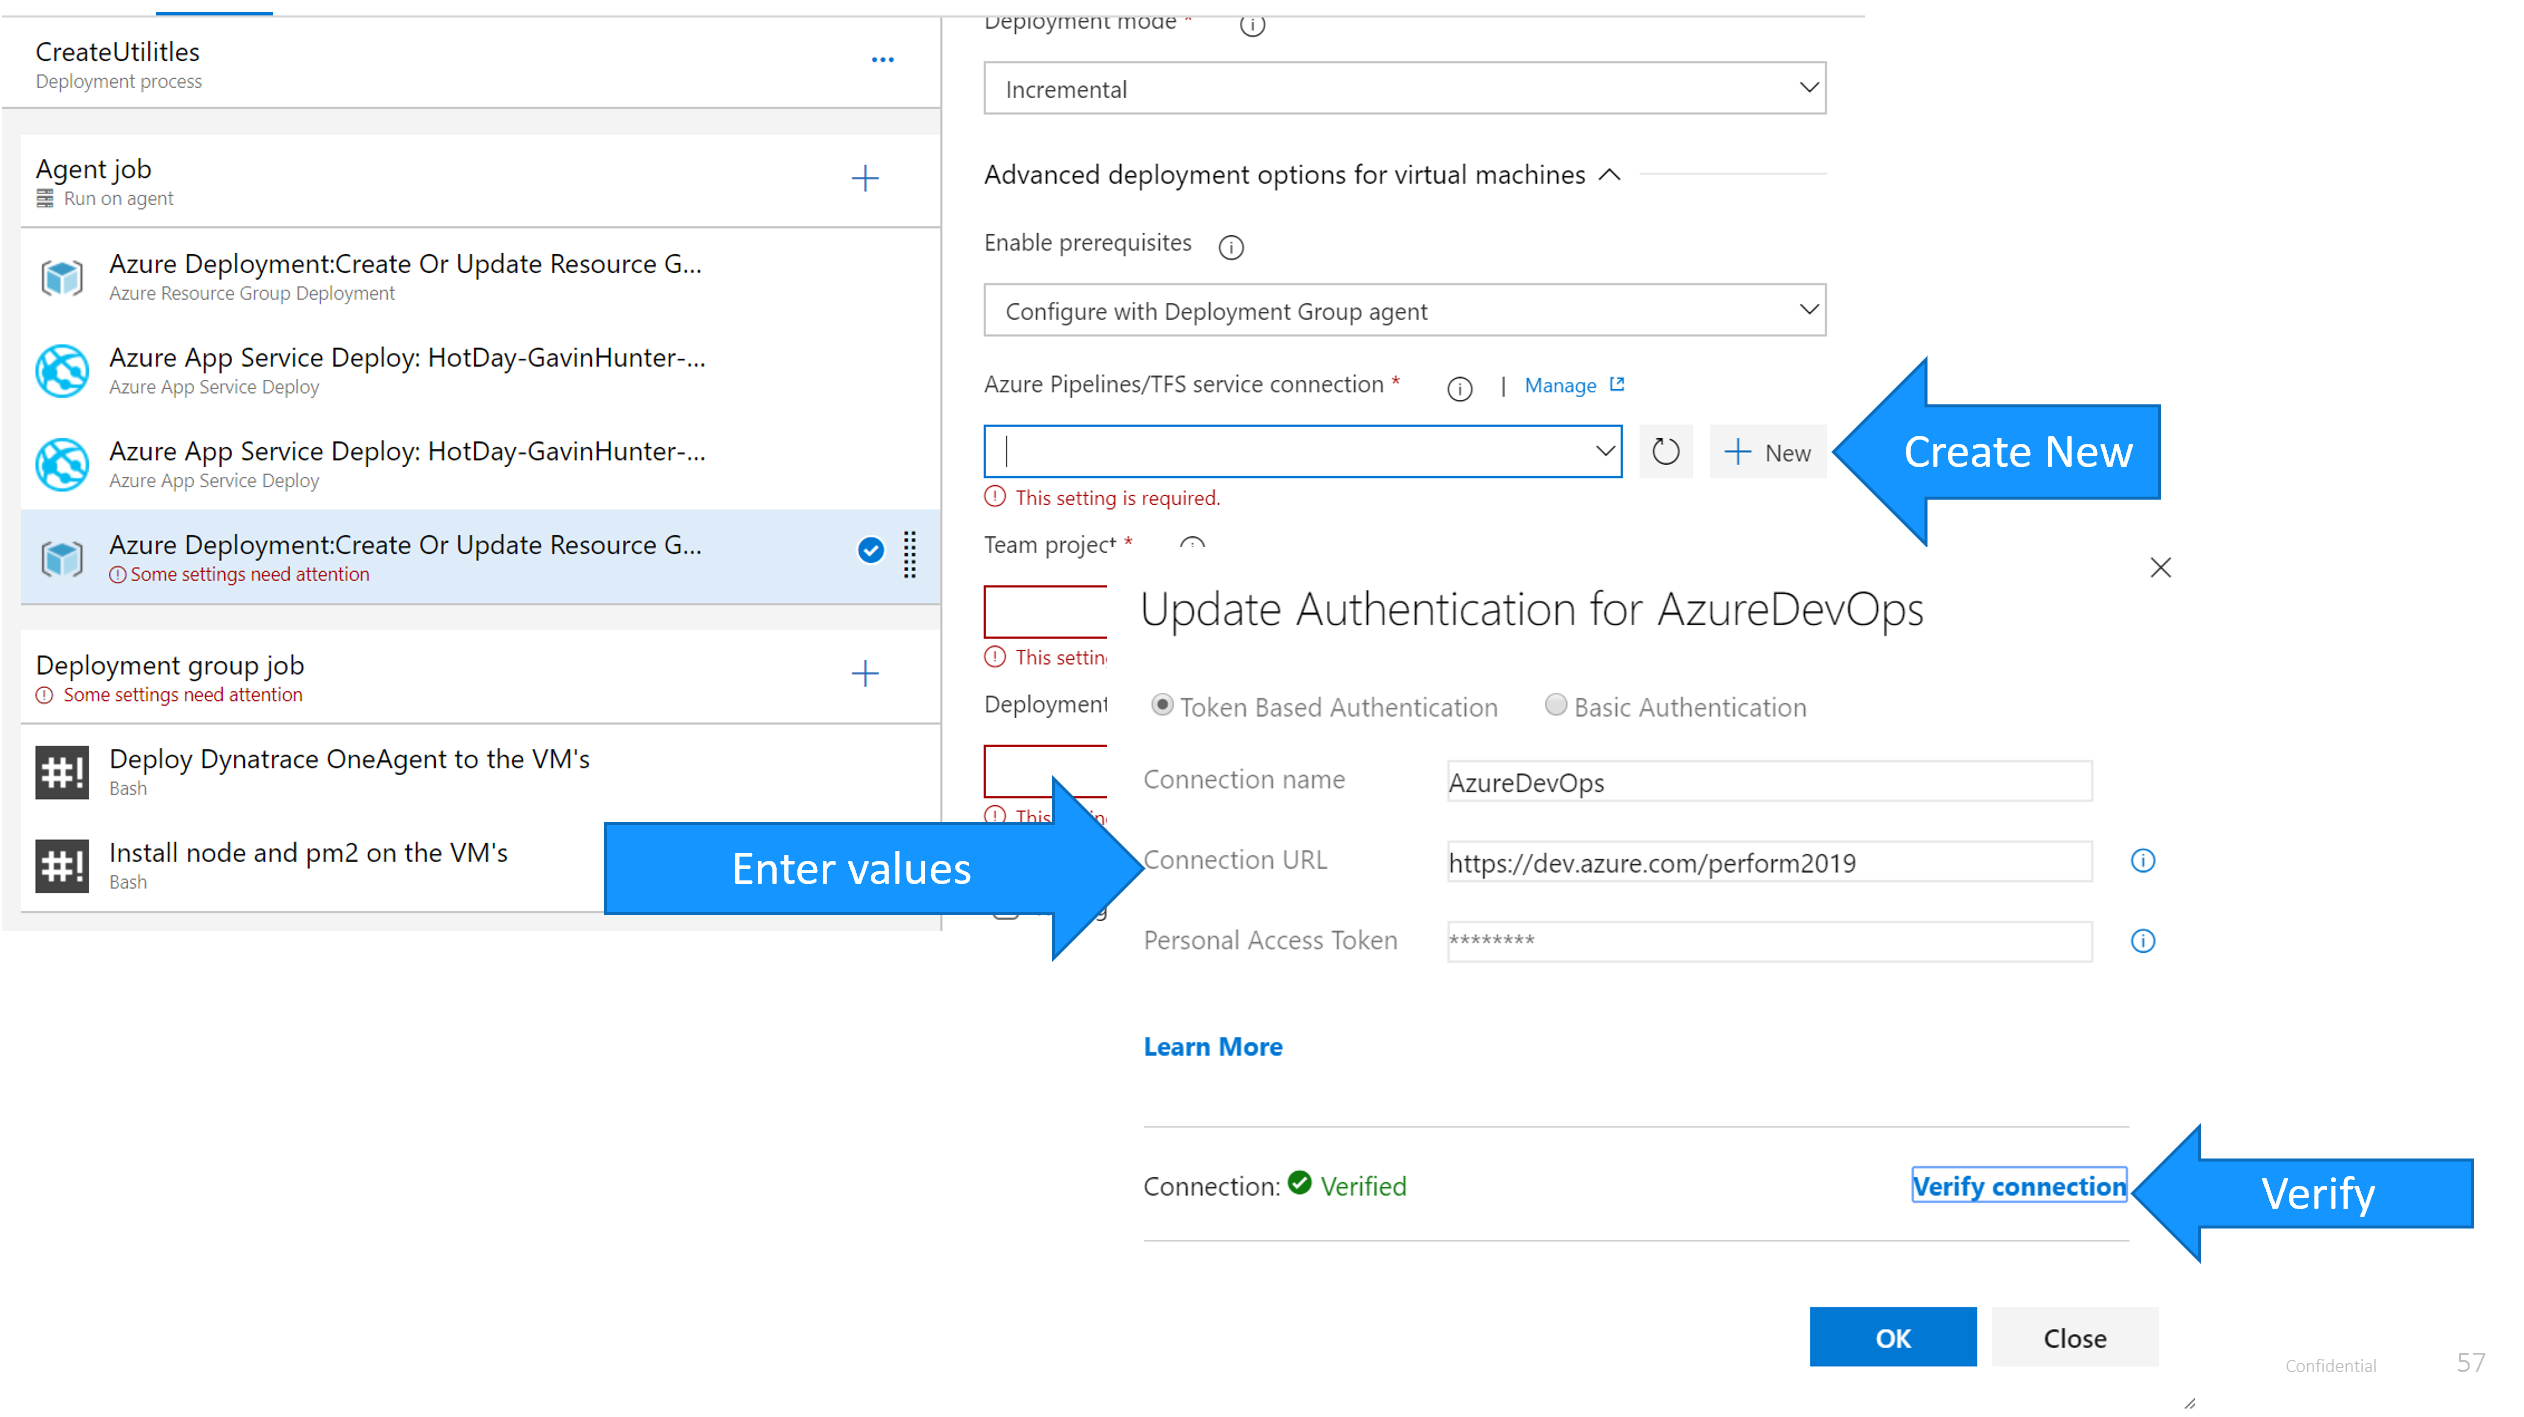 CreateUtilitles
Deployment process
Agent job
Run on agent
Azure Deployment:Create Or Update Resource G...
Azure Resource Group Deployment
Azure App Service Deploy: HotDay-GavinHunter-...
Azure App Service Deploy
Azure App Service Deploy: HotDay-GavinHunter-...
Azure App Service Deploy
Azure Deployment:Create Or Update Resource G...
Some settings need attention
Deployment group job
Some settings need attention
Deploy Dynatrace OneAgent to the VM's
Bash
Install node and pm2 on the VM's
Bash
Deployment mode *
Incremental
Advanced deployment options for virtual machines
Enable prerequisites
Configure with Deployment Group agent
Azure Pipelines/TFS service connection * | Manage
New
Create New
This setting is required.
Team project *
This settin
Deployment
This
Enter values
Update Authentication for AzureDevOps
Token Based Authentication Basic Authentication
Connection name AzureDevOps
Connection URL https://dev.azure.com/perform2019
Personal Access Token ********
Learn More
Connection: Verified Verify connection
Verify
OK Close
Confidential 57